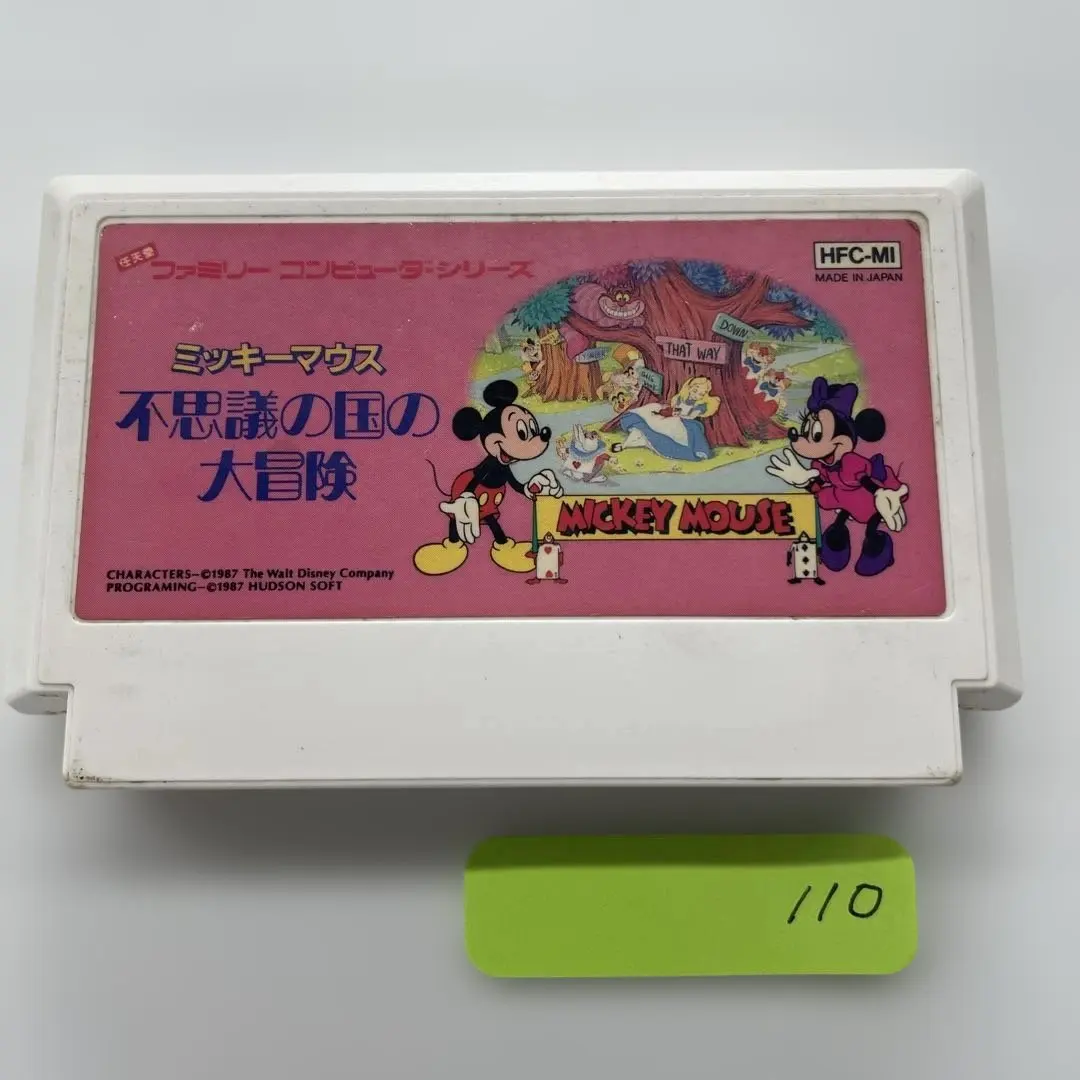 任天堂
ファミリー コンピュータ・シリーズ
HFC-MI
MADE IN JAPAN
ミッキーマウス
不思議の国の
大冒険
DOWN
THAT WAY
MICKEY MOUSE
CHARACTERS—©1987 The Walt Disney Company
PROGRAMING—©1987 HUDSON SOFT
110